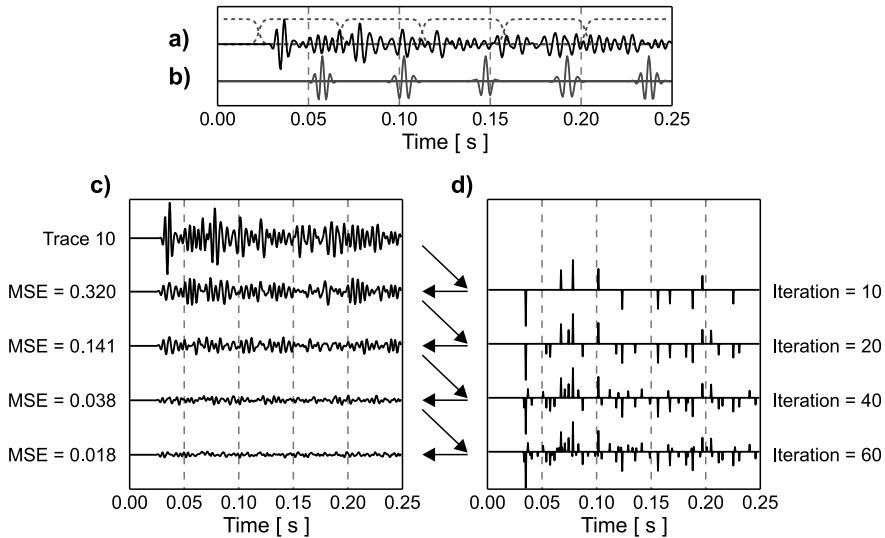 a)
b)
0.00 0.05 0.10 0.15 0.20 0.25
Time [ s ]
c)
d)
Trace 10
MSE = 0.320
MSE = 0.141
MSE = 0.038
MSE = 0.018
Iteration = 10
Iteration = 20
Iteration = 40
Iteration = 60
0.00 0.05 0.10 0.15 0.20 0.25
Time [ s ]
0.00 0.05 0.10 0.15 0.20 0.25
Time [ s ]